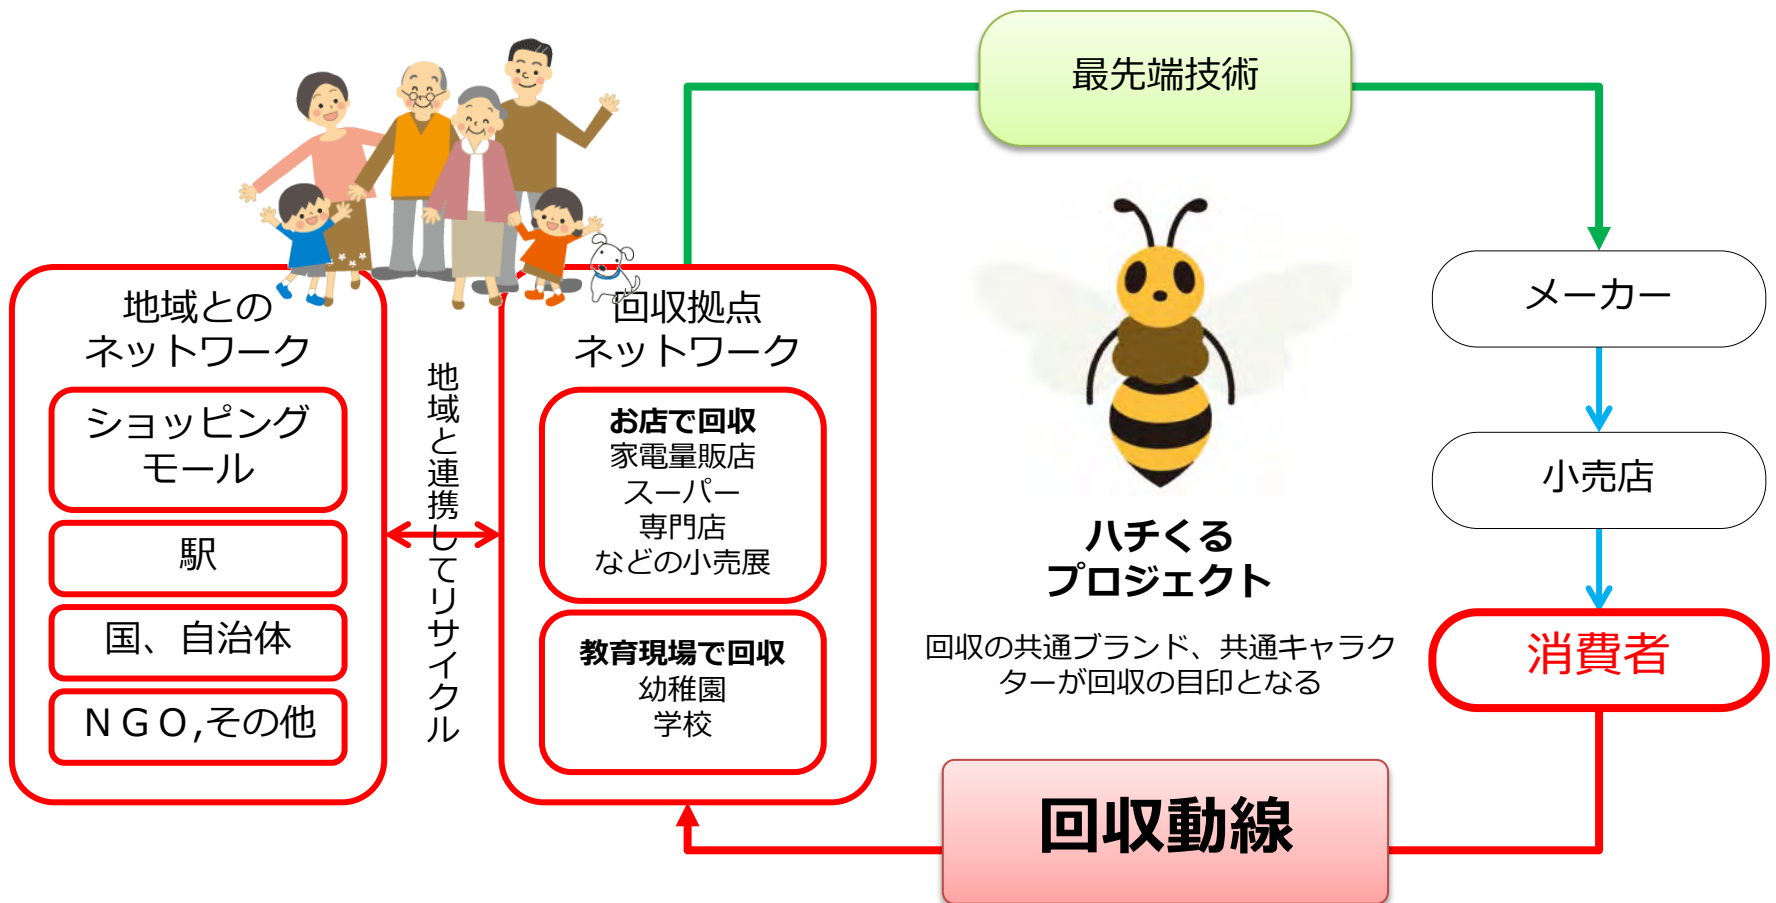 最先端技術
地域との
ネットワーク
ショッピング
モール
駅
国、自治体
ＮＧＯ,その他
地域と連携してリサイクル
回収拠点
ネットワーク
お店で回収
家電量販店
スーパー
専門店
などの小売展
教育現場で回収
幼稚園
学校
ハチくる
プロジェクト
回収の共通ブランド、共通キャラク
ターが回収の目印となる
メーカー
小売店
消費者
回収動線